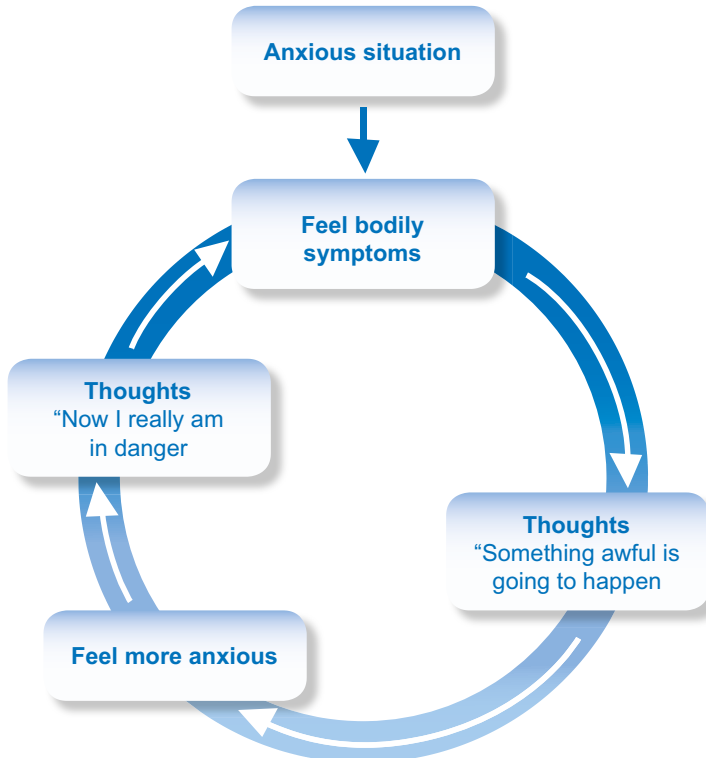 Anxious situation
Feel bodily
symptoms
Thoughts
“Something awful is
going to happen
Feel more anxious
Thoughts
“Now I really am
in danger